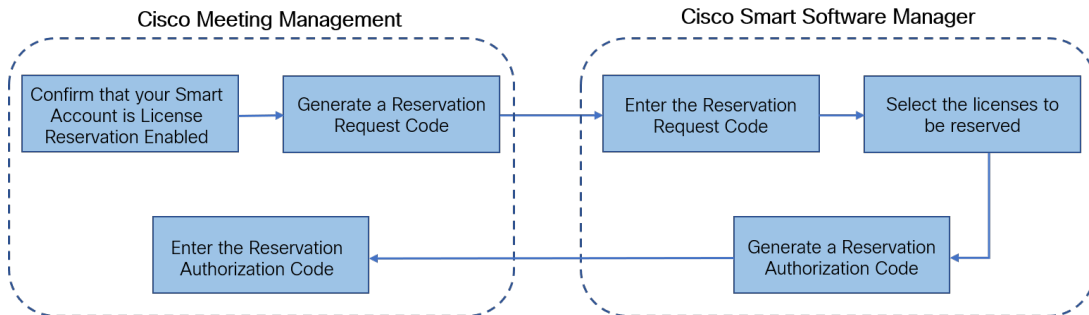 Cisco Meeting Management
Cisco Smart Software Manager
Confirm that your Smart
Account is License
Reservation Enabled
Generate a Reservation
Request Code
Enter the Reservation
Request Code
Select the licenses to
be reserved
Enter the Reservation
Authorization Code
Generate a Reservation
Authorization Code